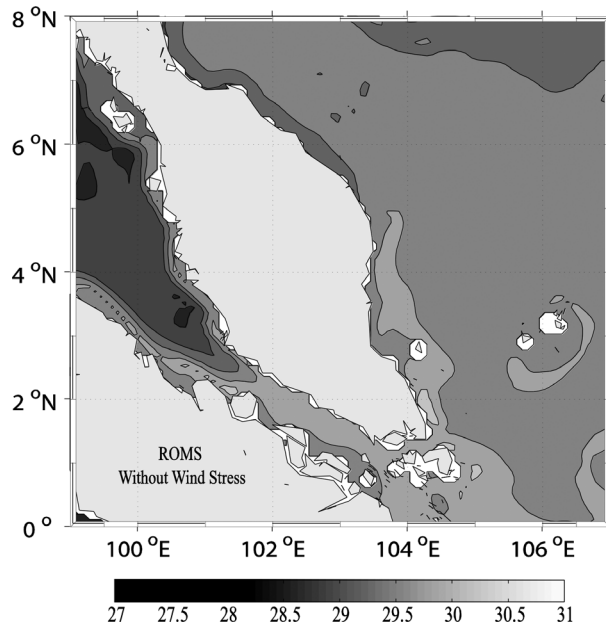 8 °N
6 °N
4 °N
2 °N
0 °
ROMS
Without Wind Stress
100 °E
102 °E
104 °E
106 °E
27
27.5
28
28.5
29
29.5
30
30.5
31